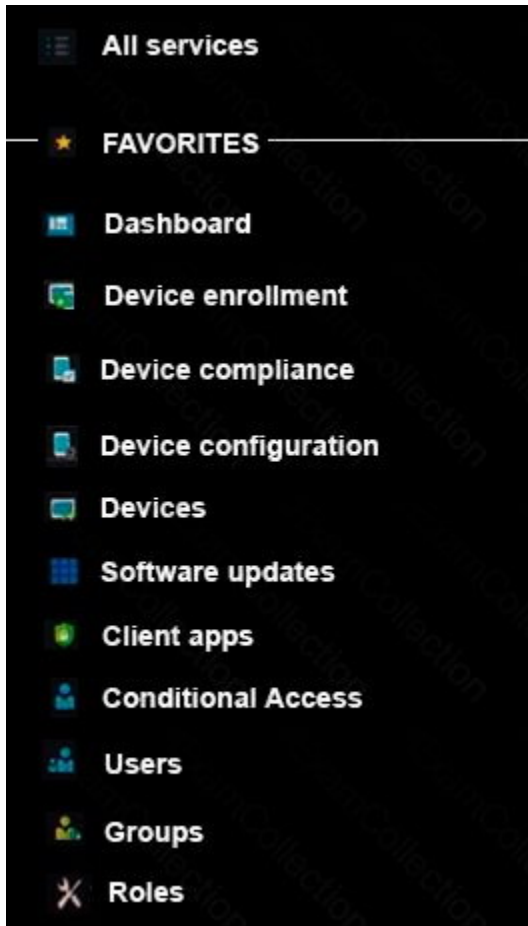 All services
FAVORITES
Dashboard
Device enrollment
Device compliance
Device configuration
Devices
Software updates
Client apps
Conditional Access
Users
Groups
Roles